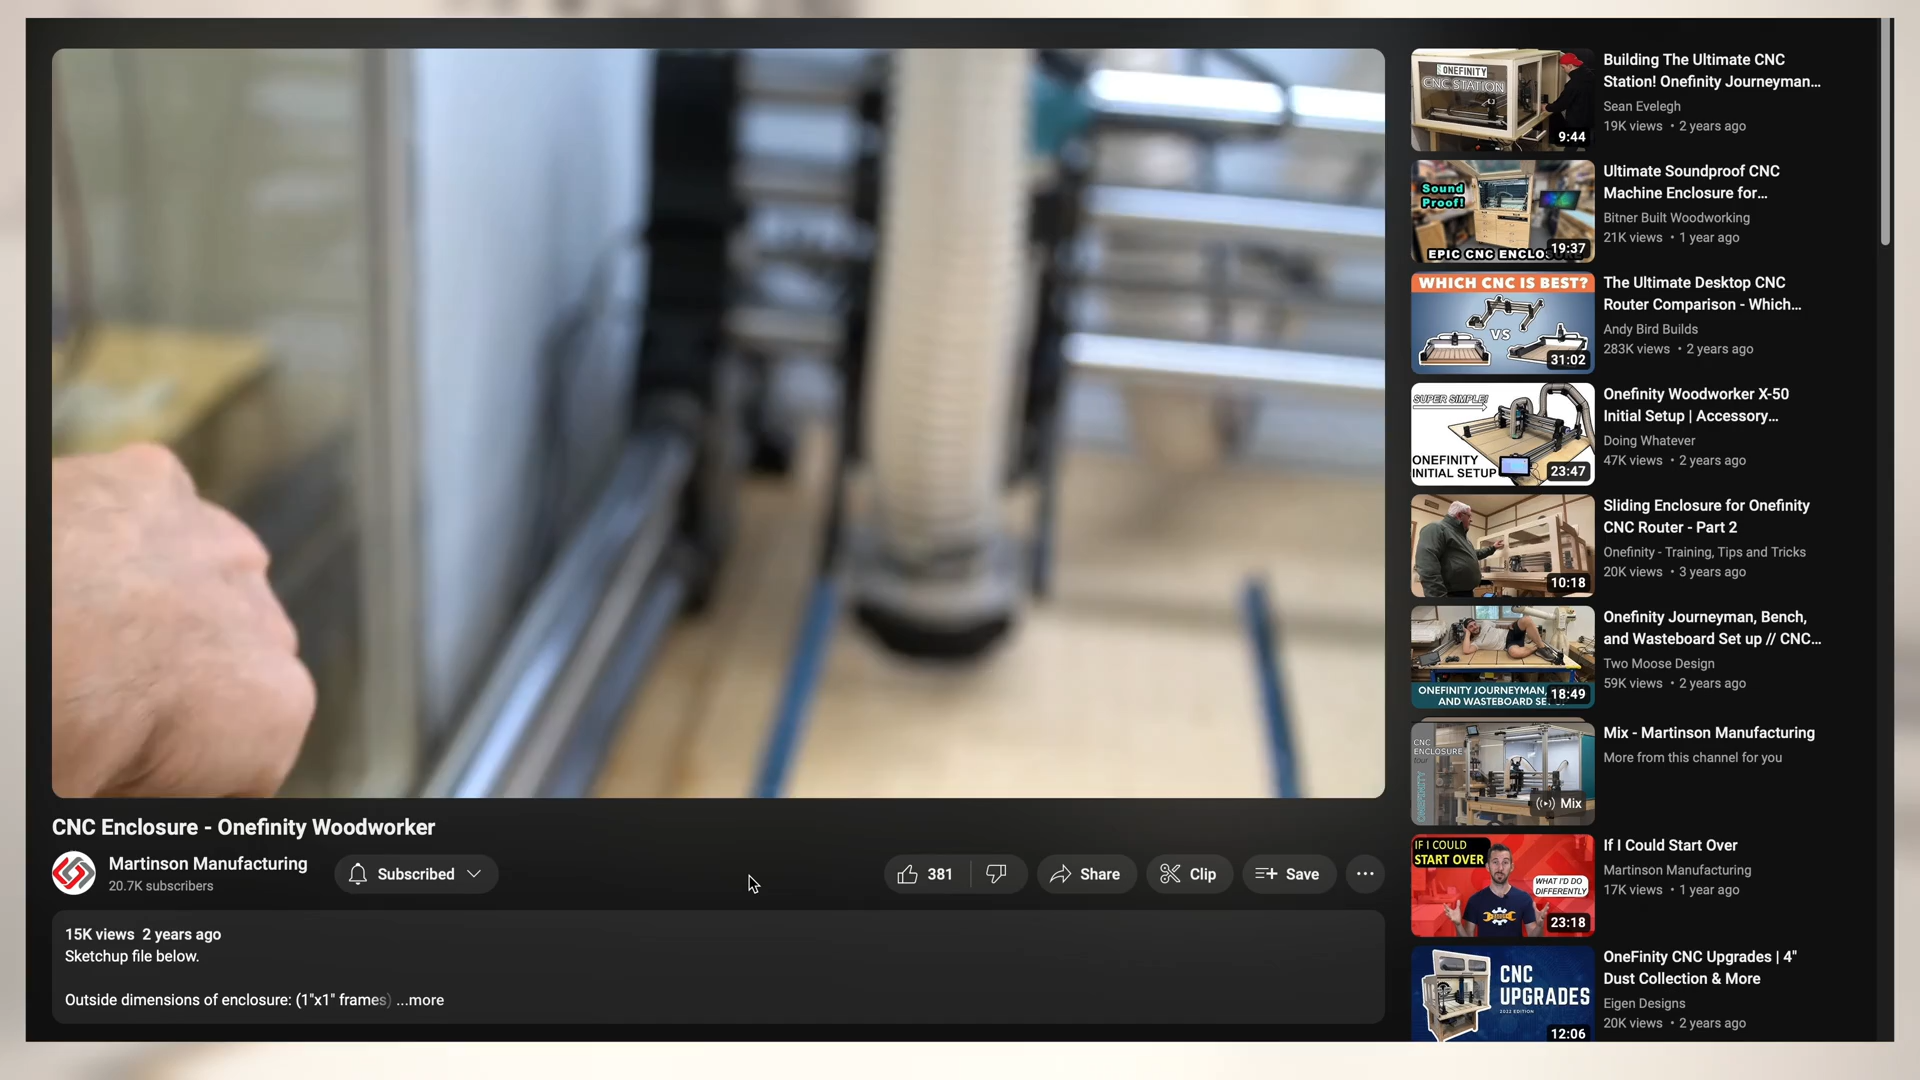 CNC Enclosure - Onefinity Woodworker
Martinson Manufacturing
20.7K subscribers
Subscribed
381
Share
Clip
Save
15K views 2 years ago
Sketchup file below.
Outside dimensions of enclosure: (1"x1" frames) ...more
ONEFINITY
CNC STATION
9:44
Building The Ultimate CNC
Station! Onefinity Journeyman...
Sean Evelegh
19K views • 2 years ago
Sound
Proof!
EPIC CNC ENCLOSURE
19:37
Ultimate Soundproof CNC
Machine Enclosure for...
Bitner Built Woodworking
21K views • 1 year ago
WHICH CNC IS BEST?
VS
31:02
The Ultimate Desktop CNC
Router Comparison - Which...
Andy Bird Builds
283K views • 2 years ago
SUPER SIMPLE!
ONEFINITY
INITIAL SETUP
23:47
Onefinity Woodworker X-50
Initial Setup | Accessory...
Doing Whatever
47K views • 2 years ago
10:18
Sliding Enclosure for Onefinity
CNC Router - Part 2
Onefinity - Training, Tips and Tricks
20K views • 3 years ago
ONEFINITY JOURNEYMAN,
AND WASTEBOARD SE
18:49
Onefinity Journeyman, Bench,
and Wasteboard Set up // CNC...
Two Moose Design
59K views • 2 years ago
CNC
ENCLOSURE
tour
Mix
Mix - Martinson Manufacturing
More from this channel for you
IF I COULD
START OVER
WHAT I'D DO
DIFFERENTLY
23:18
If I Could Start Over
Martinson Manufacturing
17K views • 1 year ago
CNC
UPGRADES
2022 EDITION
12:06
OneFinity CNC Upgrades | 4"
Dust Collection & More
Eigen Designs
20K views • 2 years ago